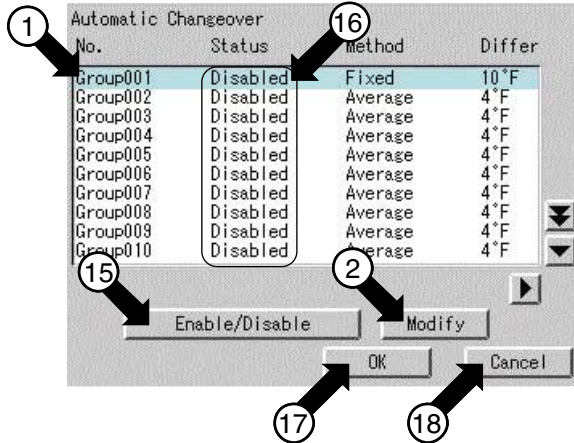 Automatic Changeover
1 16
No. Status Method Differ
Group001 Disabled Fixed 10°F
Group002 Disabled Average 4°F
Group003 Disabled Average 4°F
Group004 Disabled Average 4°F
Group005 Disabled Average 4°F
Group006 Disabled Average 4°F
Group007 Disabled Average 4°F
Group008 Disabled Average 4°F
Group009 Disabled Average 4°F
Group010 Disabled Average 4°F
15 2
Enable/Disable Modify
OK Cancel
17 18